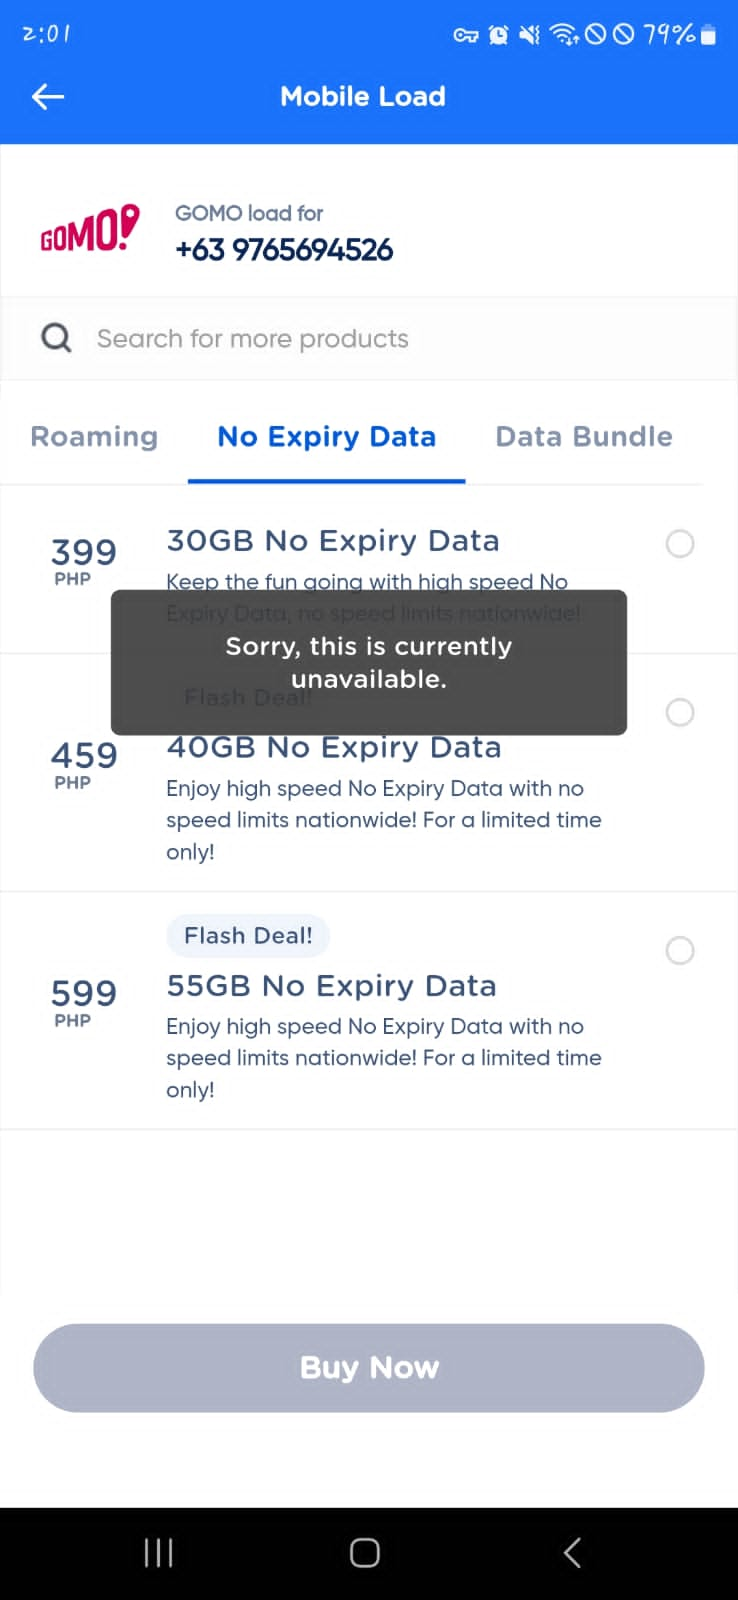 2:01
79%
Mobile Load
GOMO!
GOMO load for
+63 9765694526
Search for more products
Roaming
No Expiry Data
Data Bundle
399
PHP
30GB No Expiry Data
Keep the fun going with high speed No
Expiry Data, no speed limits nationwide!
Sorry, this is currently
unavailable.
Flash Deal!
459
PHP
40GB No Expiry Data
Enjoy high speed No Expiry Data with no
speed limits nationwide! For a limited time
only!
Flash Deal!
599
PHP
55GB No Expiry Data
Enjoy high speed No Expiry Data with no
speed limits nationwide! For a limited time
only!
Buy Now